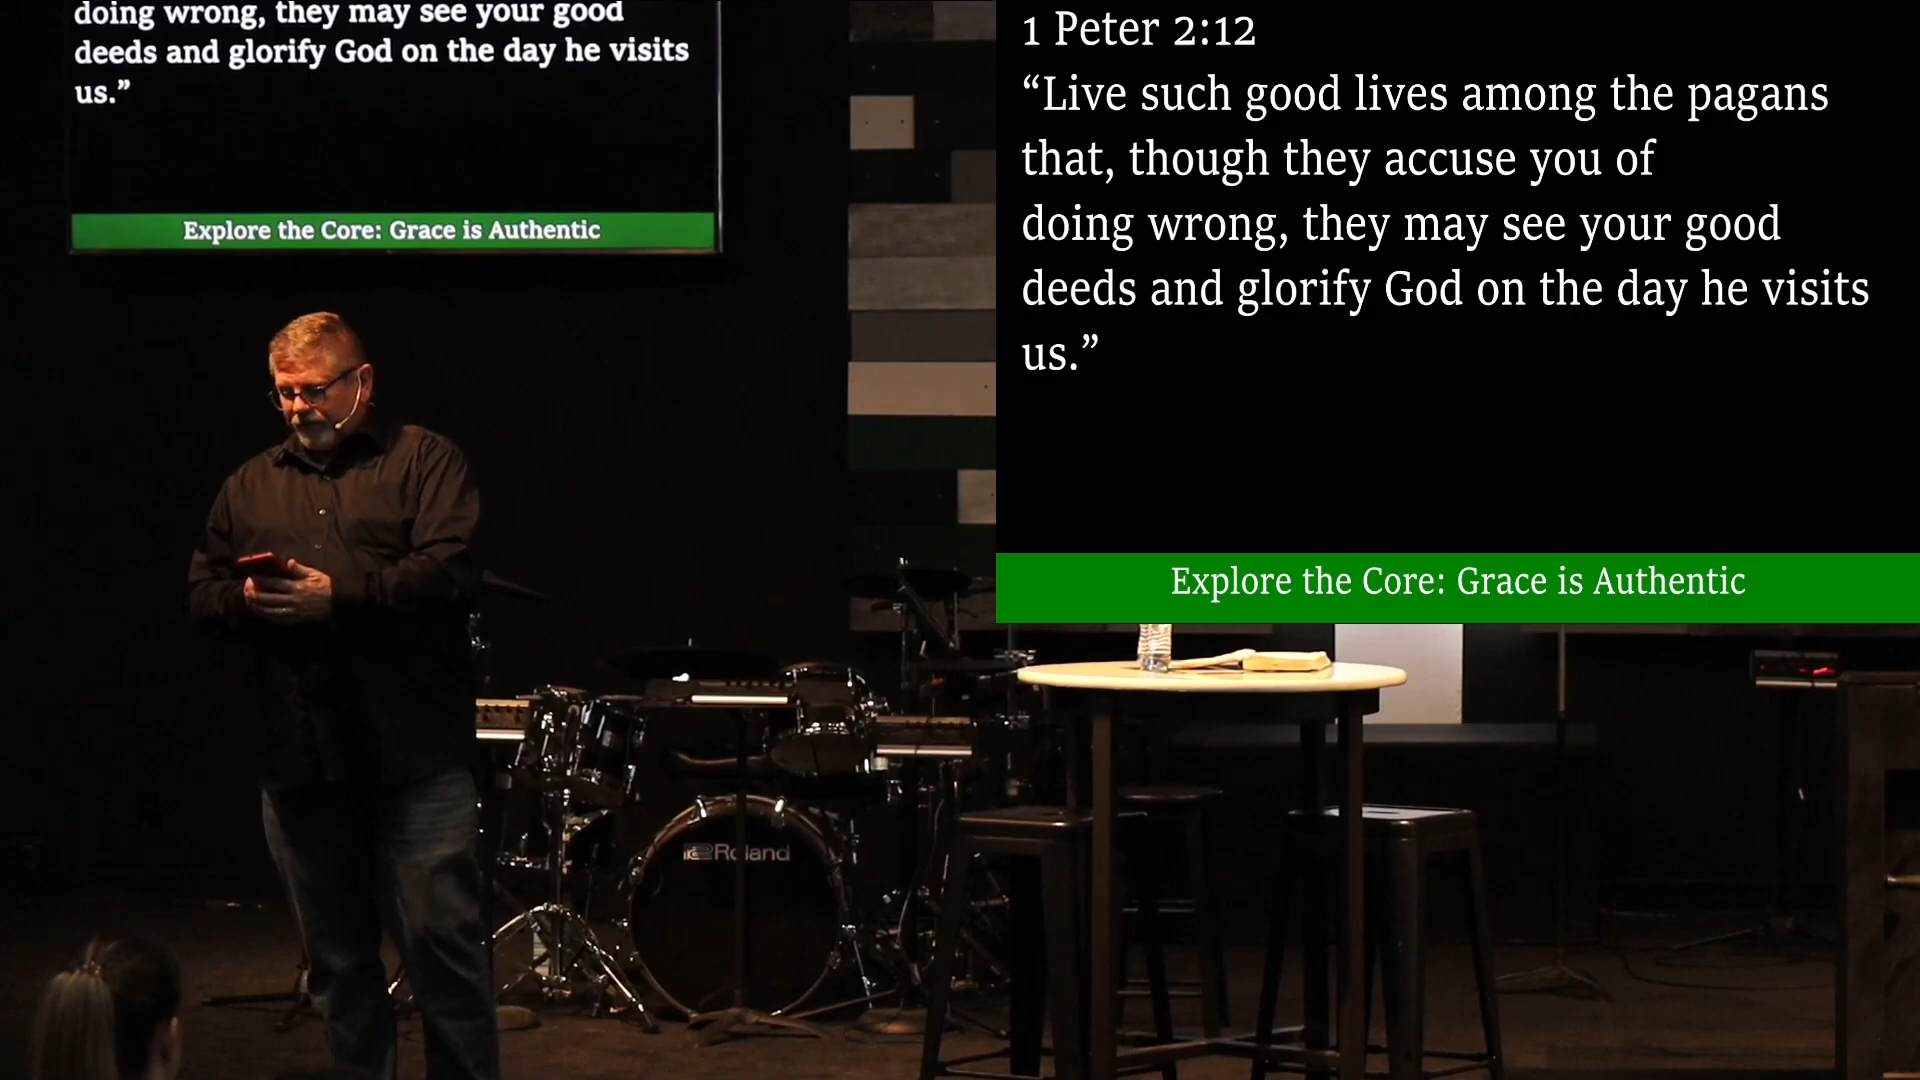 doing wrong, they may see your good
deeds and glorify God on the day he visits
us.”
Explore the Core: Grace is Authentic
1 Peter 2:12
“Live such good lives among the pagans
that, though they accuse you of
doing wrong, they may see your good
deeds and glorify God on the day he visits
us.”
Explore the Core: Grace is Authentic
Roland